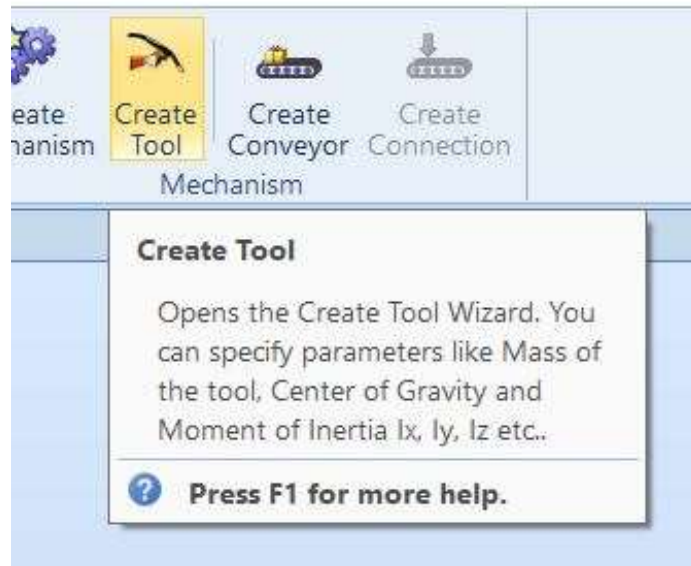 eate Create Create Create
hanism Tool Conveyor Connection
Mechanism
Create Tool
Opens the Create Tool Wizard. You
can specify parameters like Mass of
the tool, Center of Gravity and
Moment of Inertia Ix, Iy, Iz etc..
Press F1 for more help.